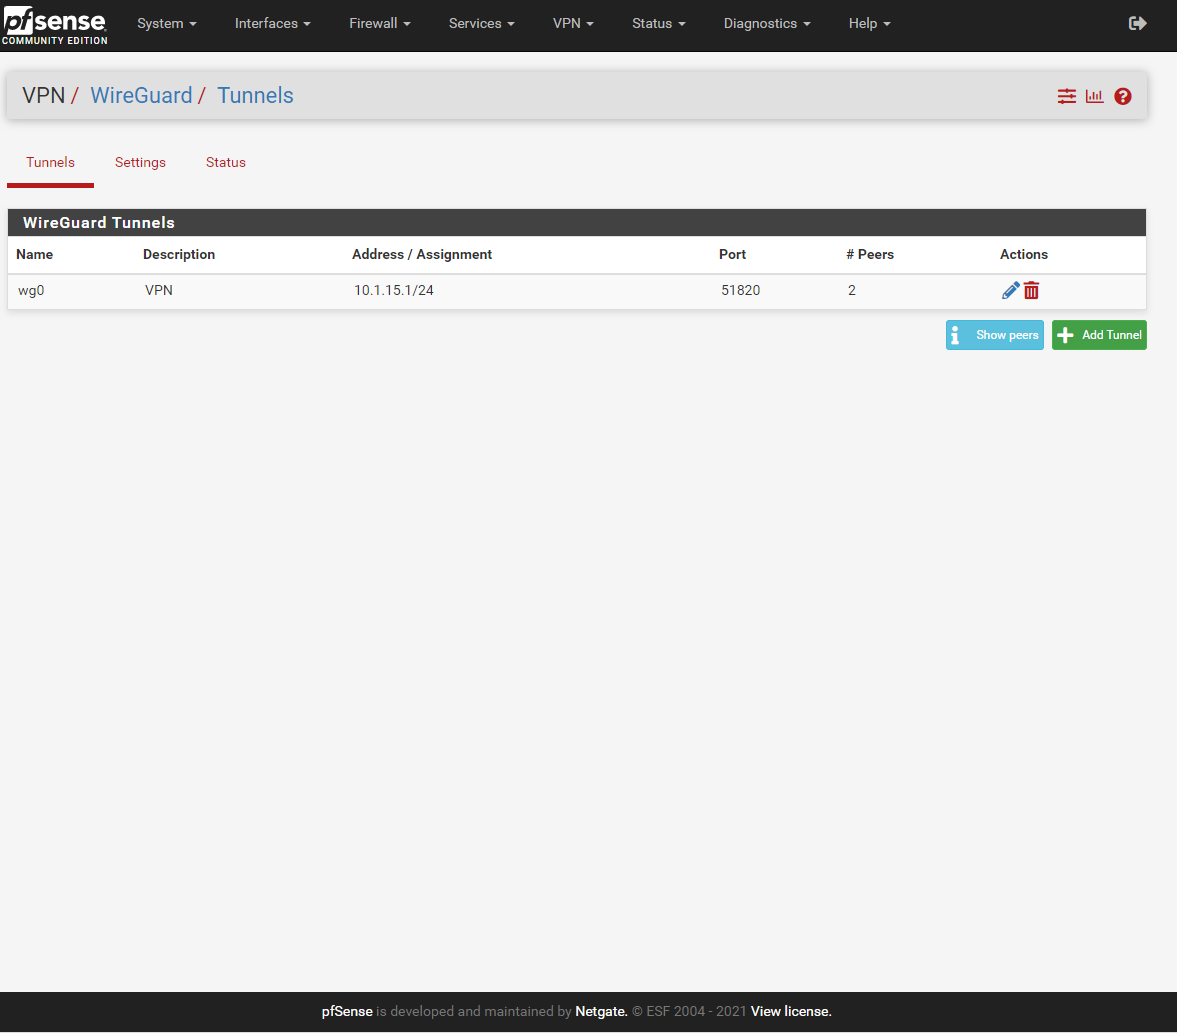 pfsense System Interfaces Firewall Services VPN Status Diagnostics Help
COMMUNITY EDITION
VPN / WireGuard / Tunnels
Tunnels Settings Status
WireGuard Tunnels
Name Description Address / Assignment Port # Peers Actions
wg0 VPN 10.1.15.1/24 51820 2
Show peers Add Tunnel
pfSense is developed and maintained by Netgate. © ESF 2004 - 2021 View license.